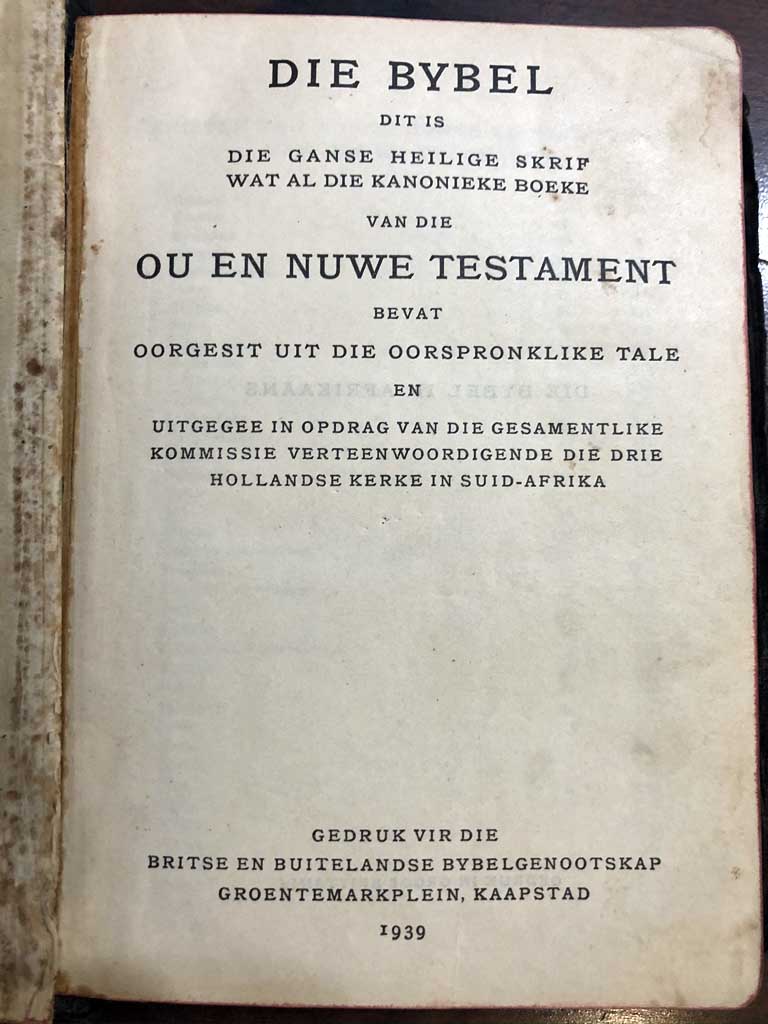 DIE BYBEL
DIT IS
DIE GANSE HEILIGE SKRIF
WAT AL DIE KANONIEKE BOEKE
VAN DIE
OU EN NUWE TESTAMENT
BEVAT
OORGESIT UIT DIE OORSPRONKLIKE TALE
EN
UITGEGEE IN OPDRAG VAN DIE GESAMENTLIKE
KOMMISSIE VERTEENWOORDIGENDE DIE DRIE
HOLLANDSE KERKE IN SUID-AFRIKA
GEDRUK VIR DIE
BRITSE EN BUITELANDSE BYBELGENOOTSKAP
GROENTEMARKPLEIN, KAAPSTAD
1939